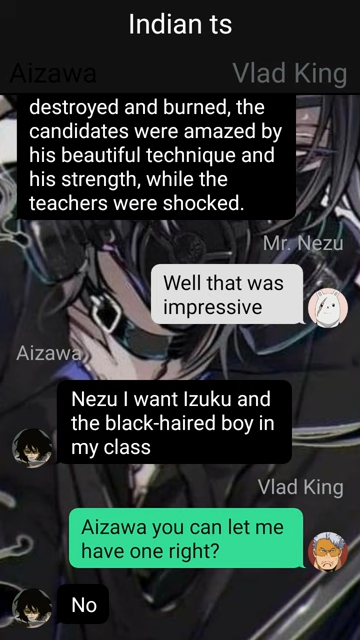 Indian ts
Aizawa
Vlad King
destroyed and burned, the
candidates were amazed by
his beautiful technique and
his strength, while the
teachers were shocked.
Mr. Nezu
Well that was
impressive
Aizawa
Nezu I want Izuku and
the black-haired boy in
my class
Vlad King
Aizawa you can let me
have one right?
No